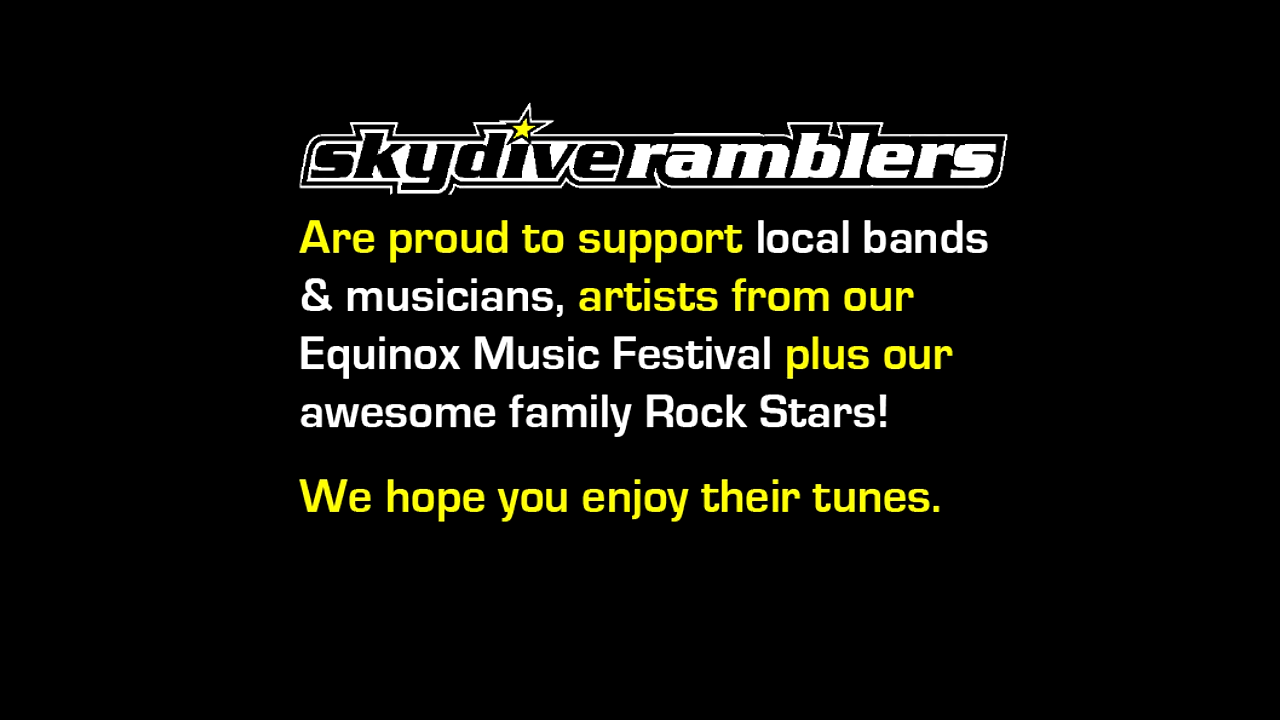 skydiveramblers
Are proud to support local bands
& musicians, artists from our
Equinox Music Festival plus our
awesome family Rock Stars!
We hope you enjoy their tunes.